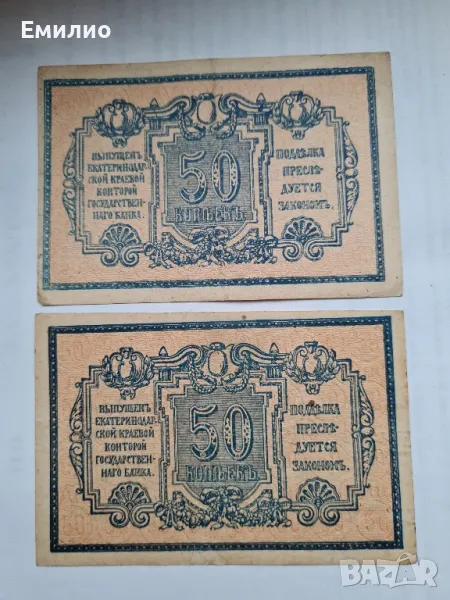 Емилио
ВЫПУЩЕНЪ
ЕКАТЕРИНОДАР-
СКОЙ КРАЕВОЙ
КОНТОРОЙ
ГОСУДАРСТВЕН-
НАГО БАНКА.
50
КОПѢЕКЪ
ПОДДѢЛКА
ПРЕСЛѢ-
ДУЕТСЯ
ЗАКОНОМЪ.
ВЫПУЩЕНЪ
ЕКАТЕРИНОДАР-
СКОЙ КРАЕВОЙ
КОНТОРОЙ
ГОСУДАРСТВЕН-
НАГО БАНКА.
50
КОПѢЕКЪ
ПОДДѢЛКА
ПРЕСЛѢ-
ДУЕТСЯ
ЗАКОНОМЪ.
BAZAR